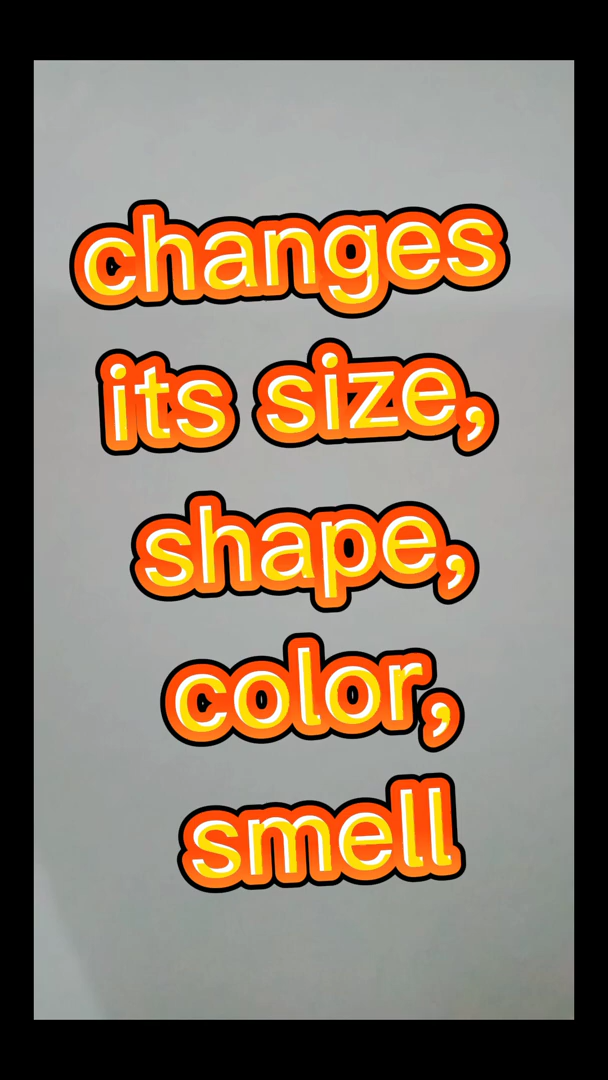 changes
its size,
shape,
color,
smell